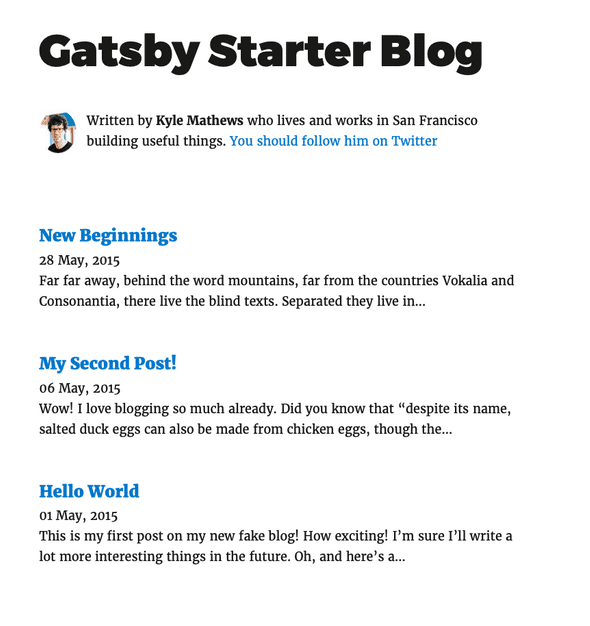 Gatsby Starter Blog
Written by Kyle Mathews who lives and works in San Francisco
building useful things. You should follow him on Twitter
New Beginnings
28 May, 2015
Far far away, behind the word mountains, far from the countries Vokalia and
Consonantia, there live the blind texts. Separated they live in…
My Second Post!
06 May, 2015
Wow! I love blogging so much already. Did you know that “despite its name,
salted duck eggs can also be made from chicken eggs, though the…
Hello World
01 May, 2015
This is my first post on my new fake blog! How exciting! I’m sure I’ll write a
lot more interesting things in the future. Oh, and here’s a…